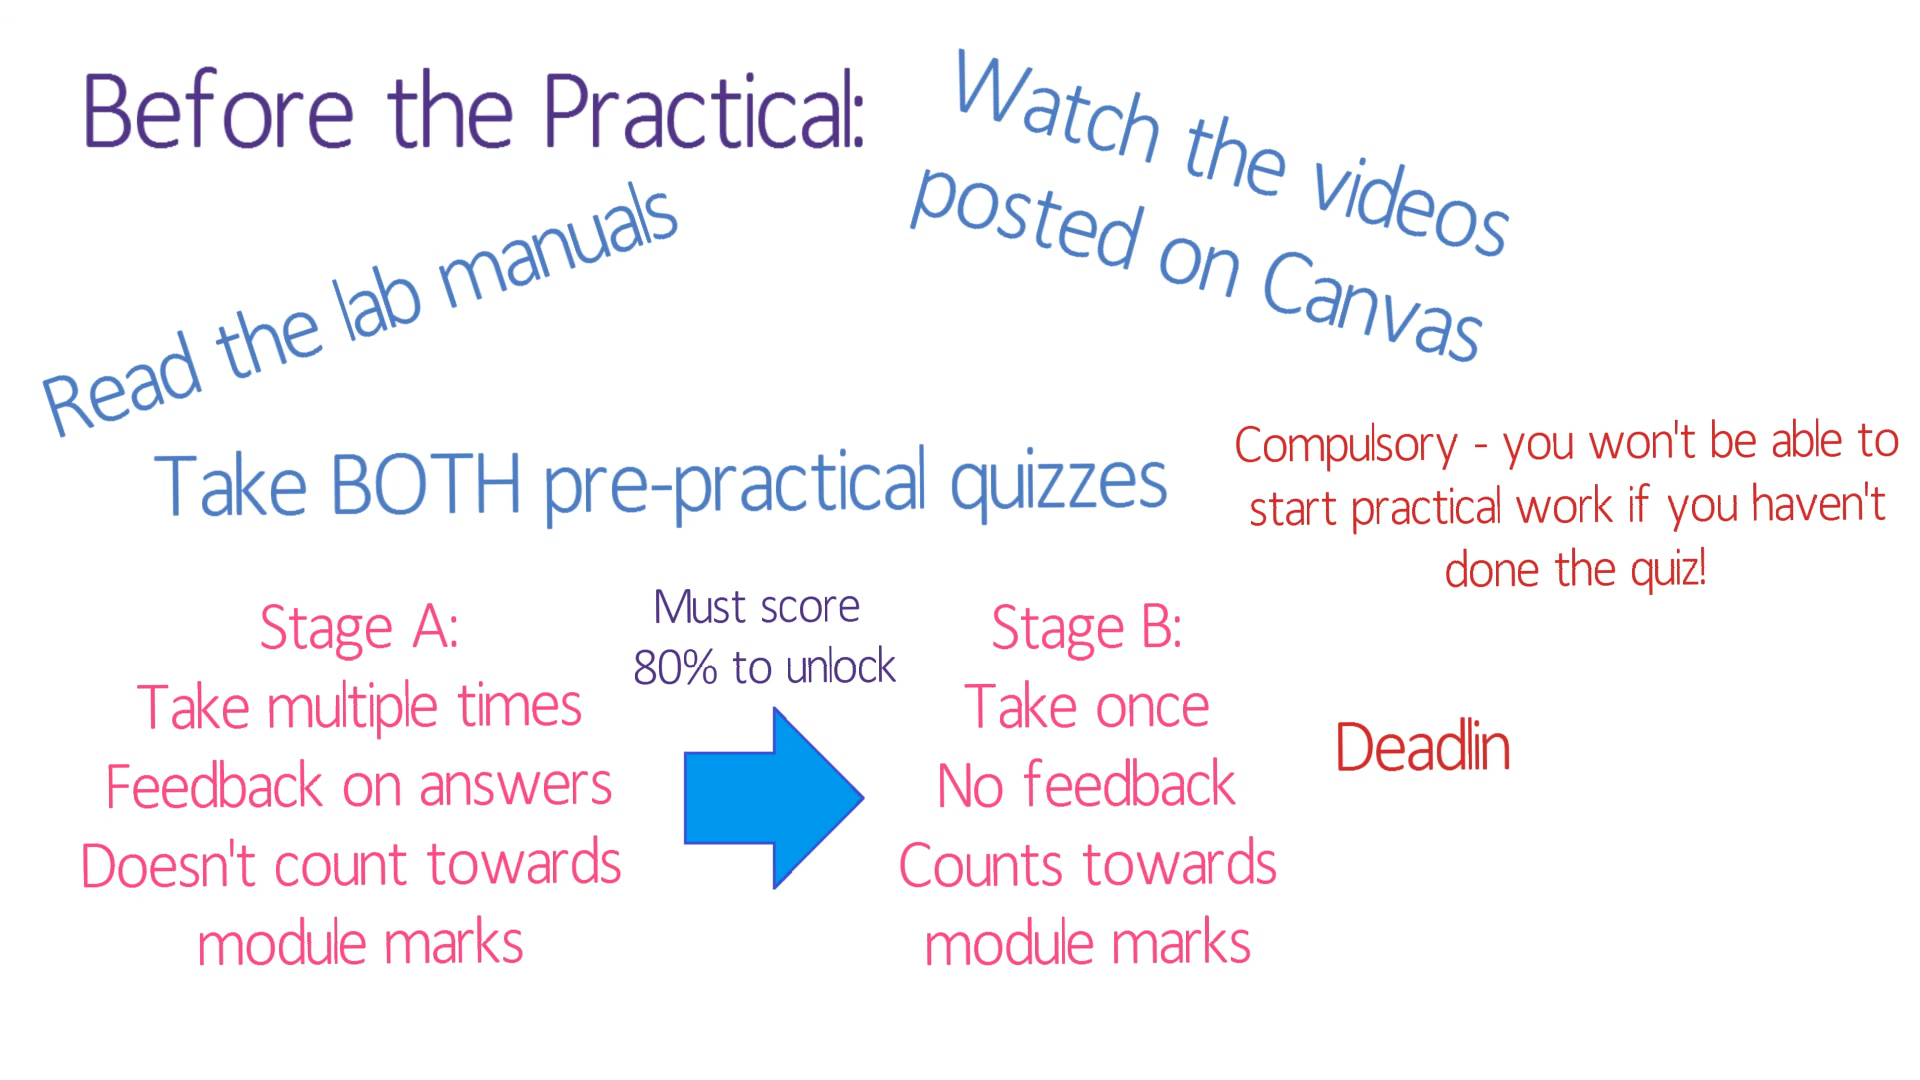 Before the Practical:
Watch the videos
posted on Canvas
Read the lab manuals
Take BOTH pre-practical quizzes
Compulsory - you won't be able to
start practical work if you haven't
done the quiz!
Stage A:
Take multiple times
Feedback on answers
Doesn't count towards
module marks
Must score
80% to unlock
Stage B:
Take once
No feedback
Counts towards
module marks
Deadlin